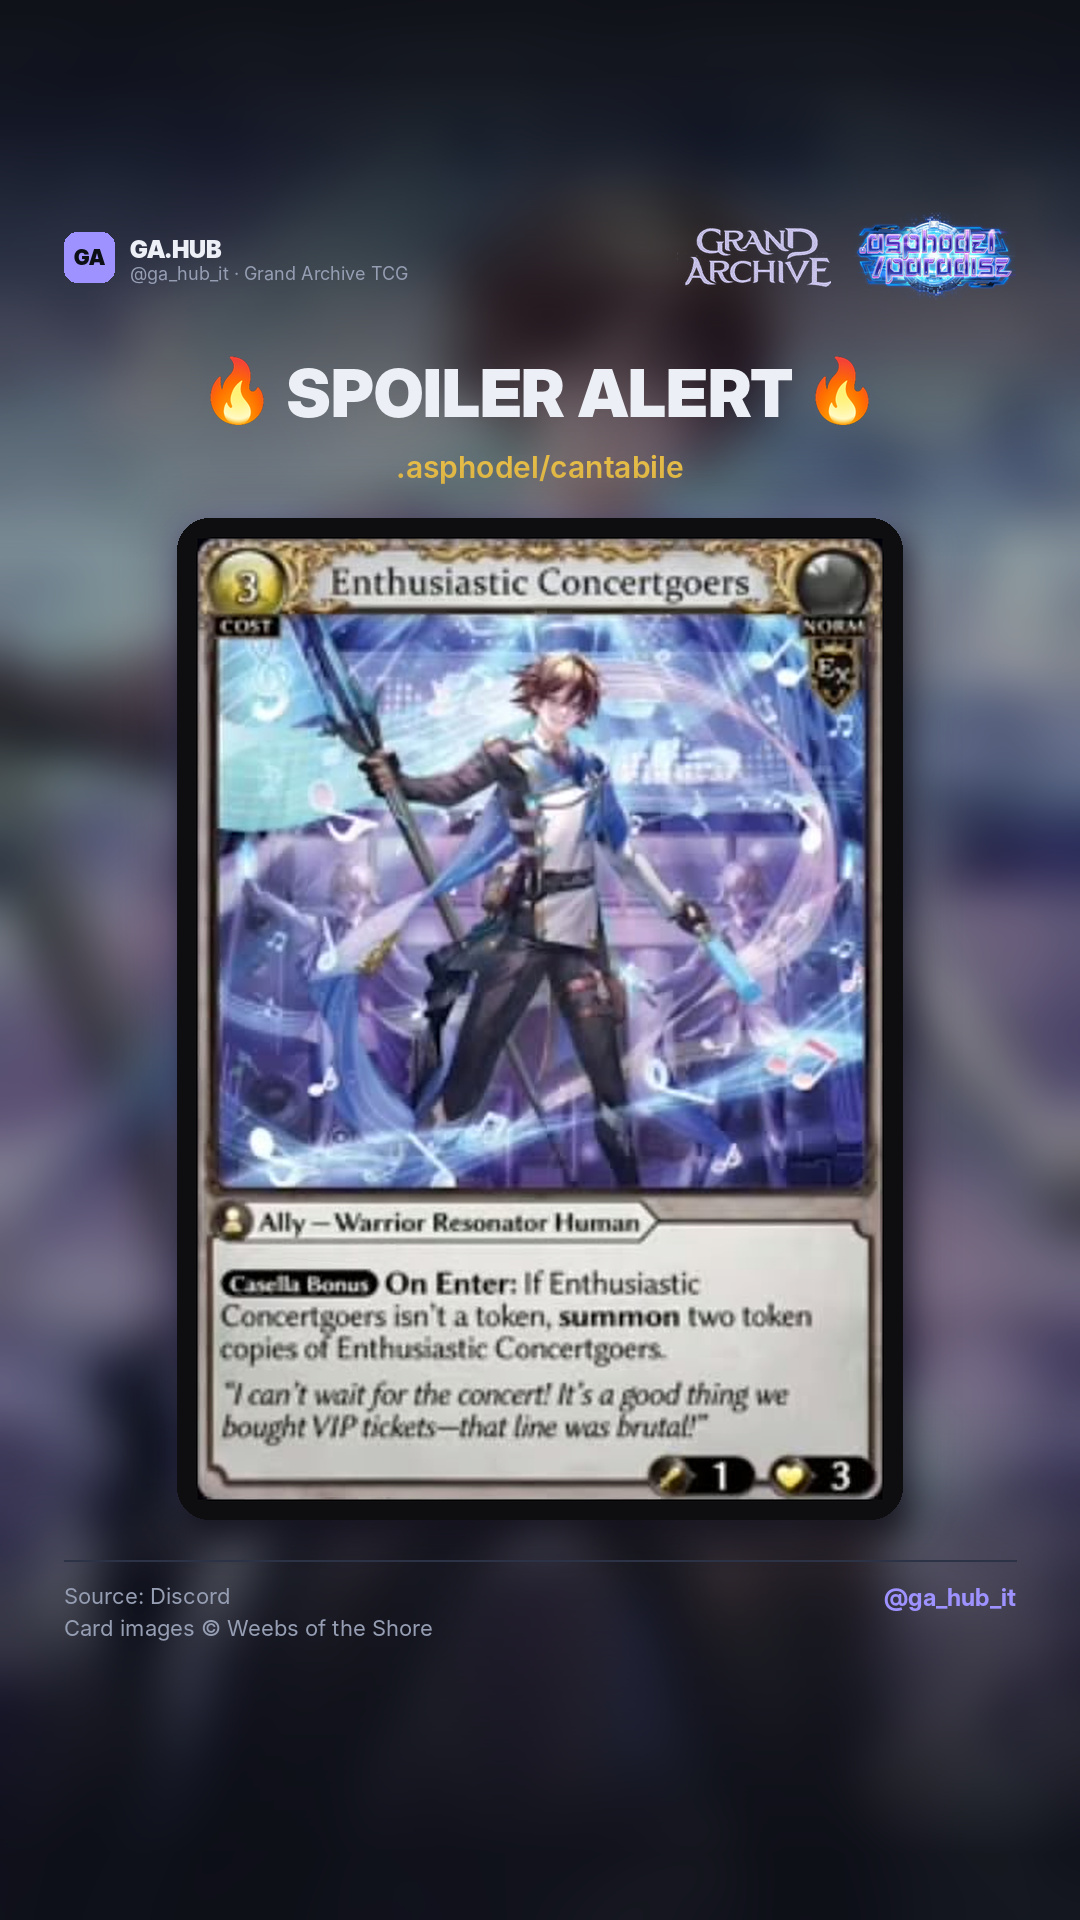 GA
GA.HUB
@ga_hub_it · Grand Archive TCG
GRAND
ARCHIVE
.asphodel
/paradise
🔥 SPOILER ALERT 🔥
.asphodel/cantabile
3
Enthusiastic Concertgoers
COST
NORM
Ex
Ally — Warrior Resonator Human
Casella Bonus On Enter: If Enthusiastic
Concertgoers isn't a token, summon two token
copies of Enthusiastic Concertgoers.
"I can't wait for the concert! It's a good thing we
bought VIP tickets—that line was brutal!"
1 3
Source: Discord
@ga_hub_it
Card images © Weebs of the Shore